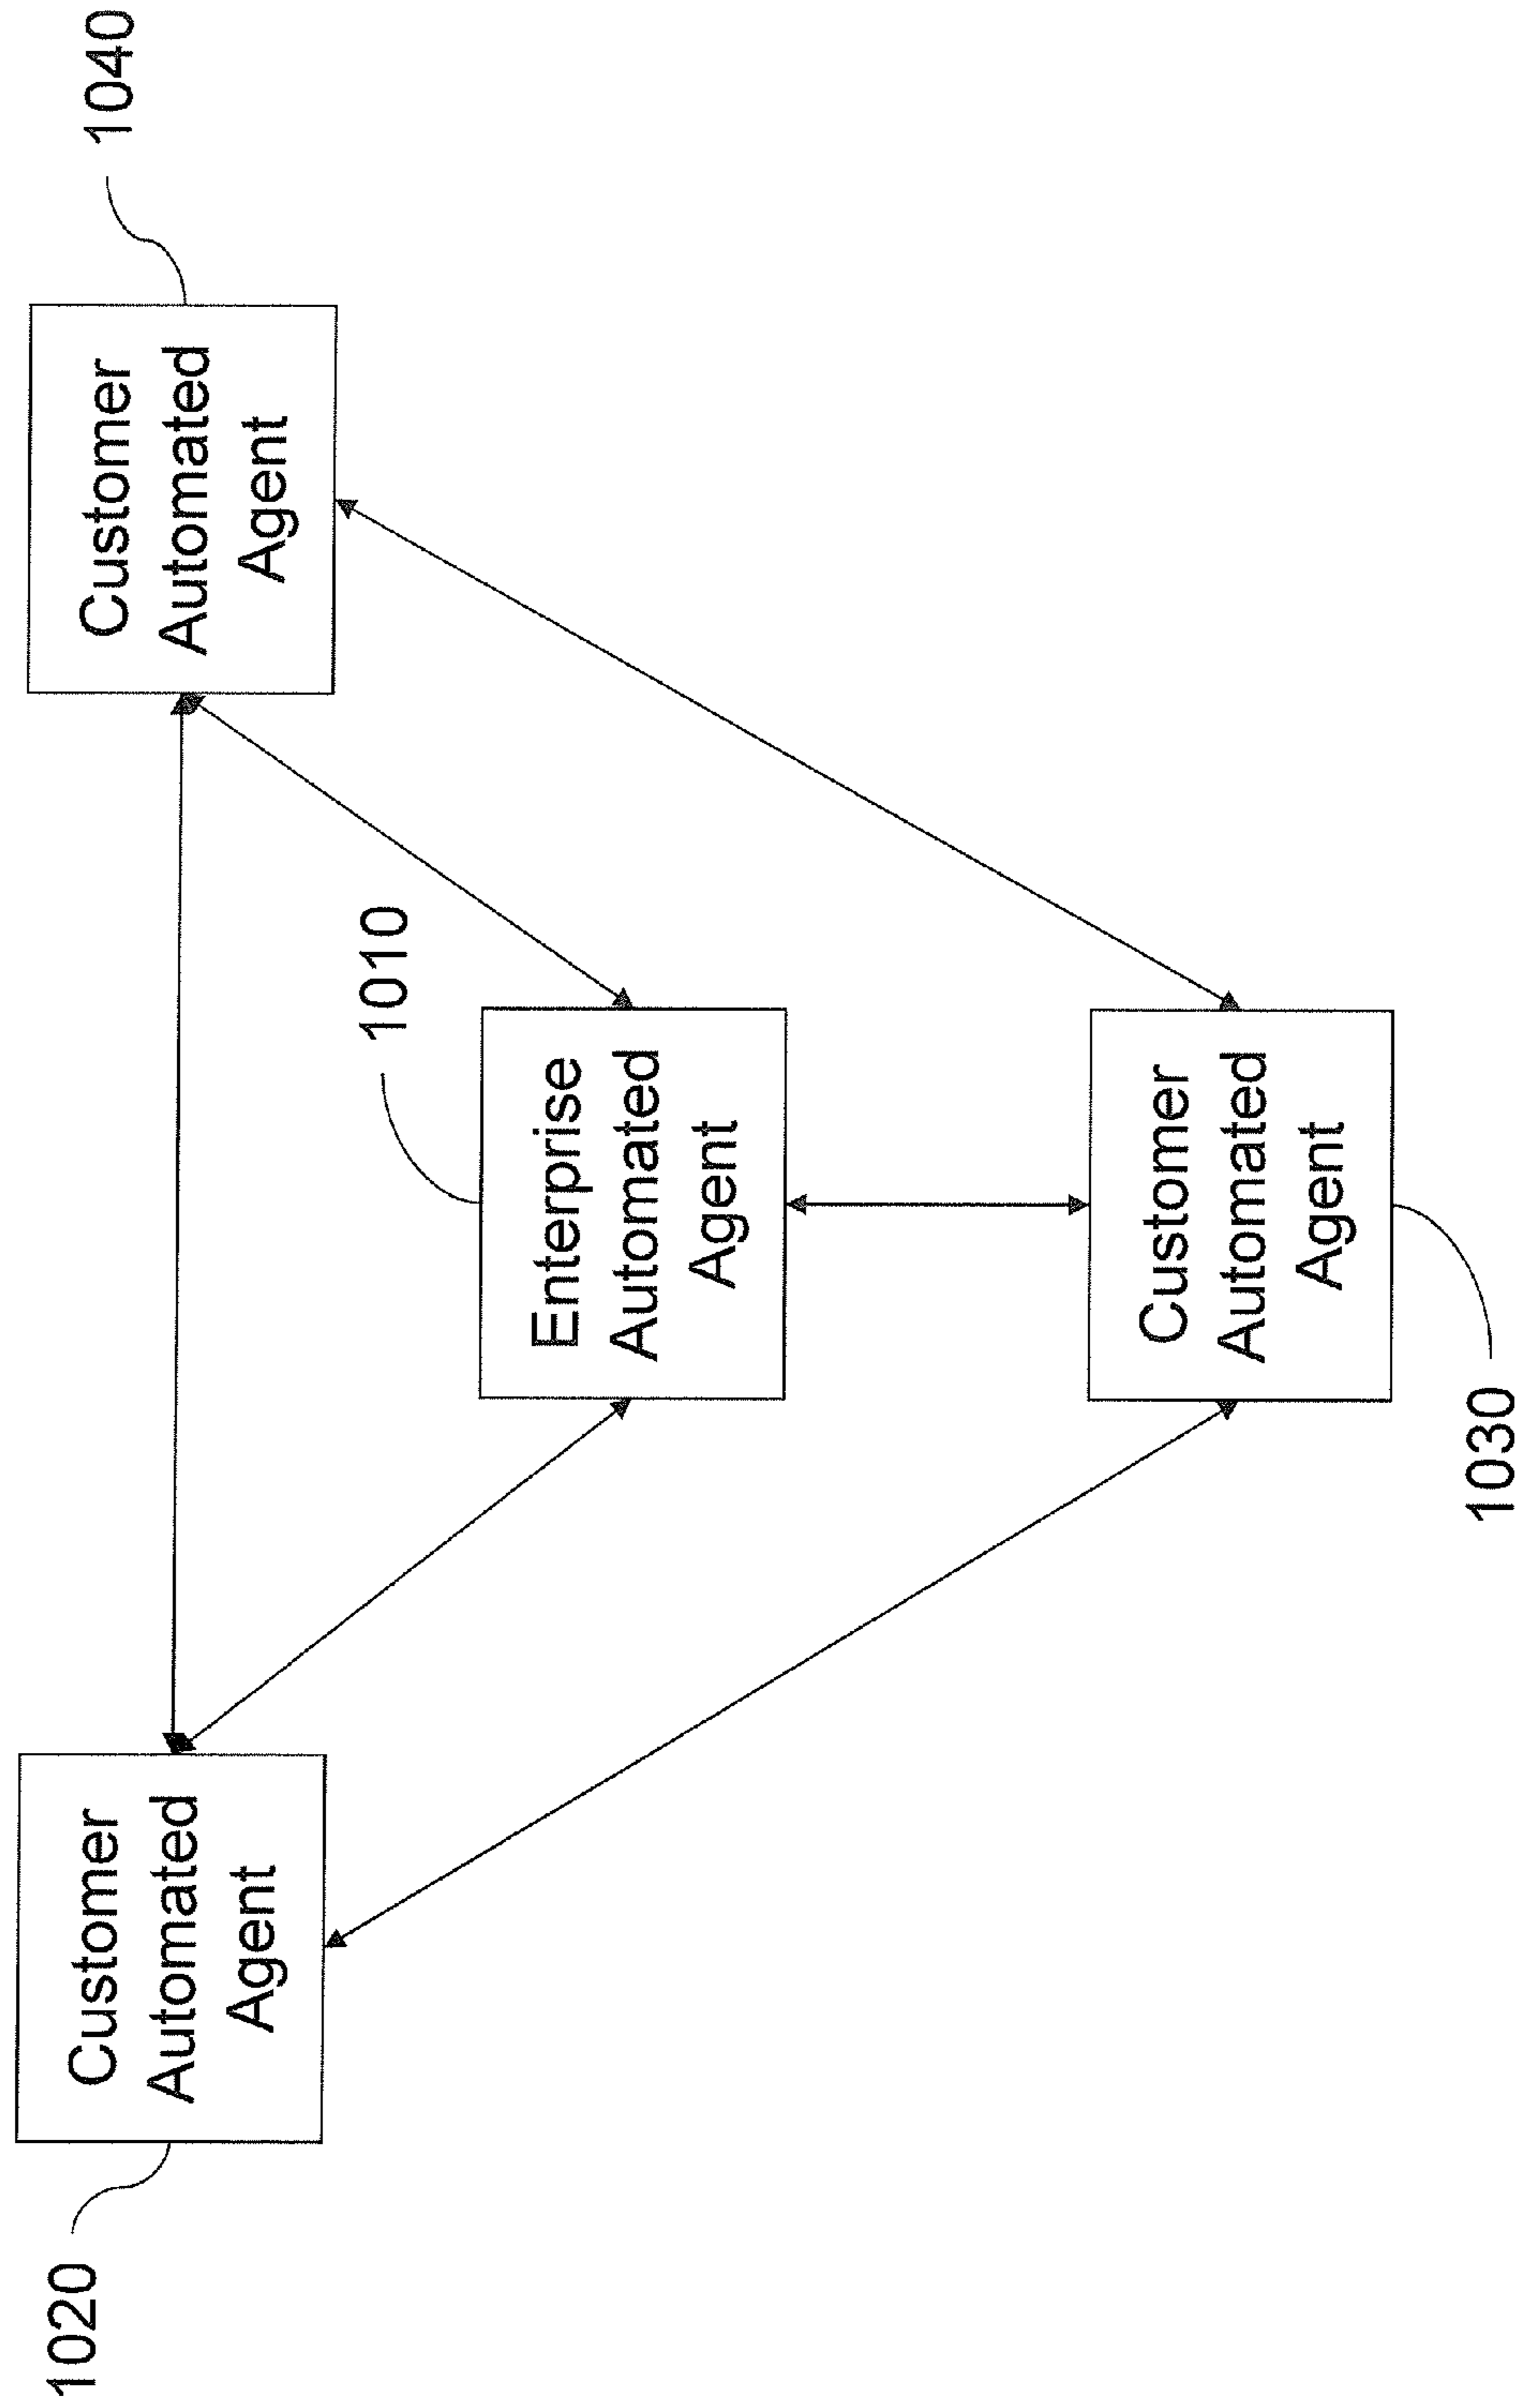 1020
Customer
Automated
Agent
1010
Enterprise
Automated
Agent
Customer
Automated
Agent
1040
Customer
Automated
Agent
1030